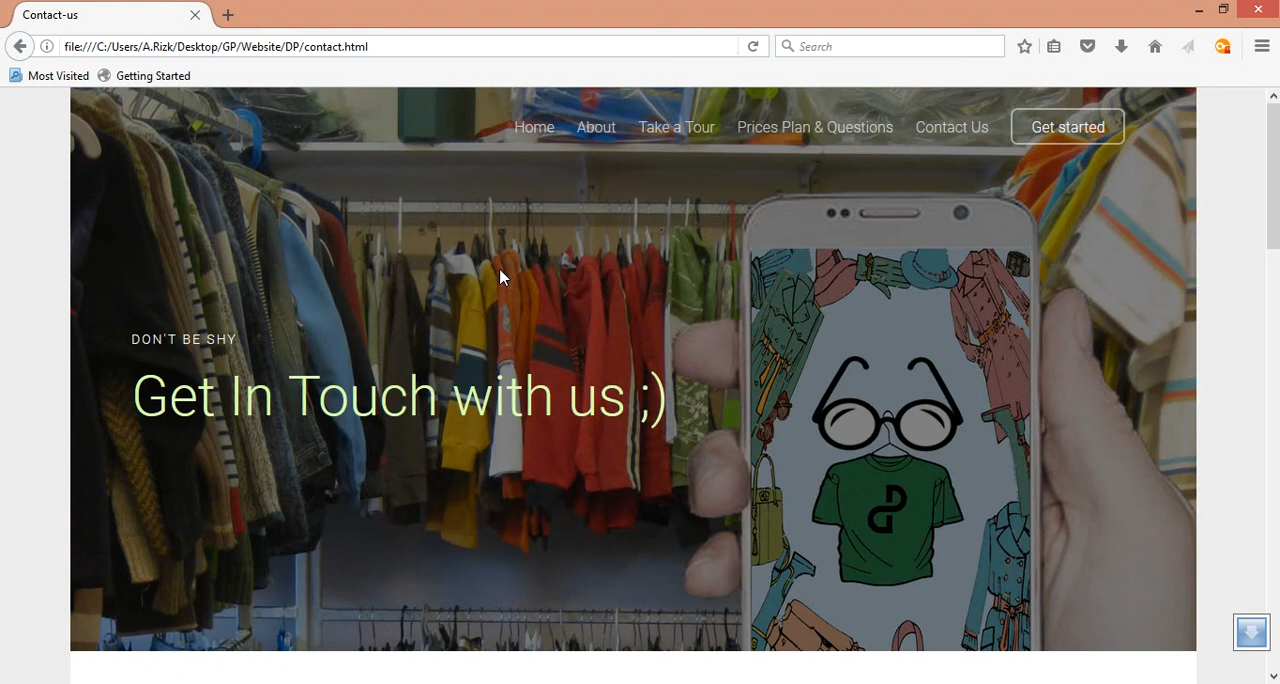 Contact-us
file:///C:/Users/A.Rizk/Desktop/GP/Website/DP/contact.html
Search
Most Visited
Getting Started
Home
About
Take a Tour
Prices Plan & Questions
Contact Us
Get started
DON'T BE SHY
Get In Touch with us ;)